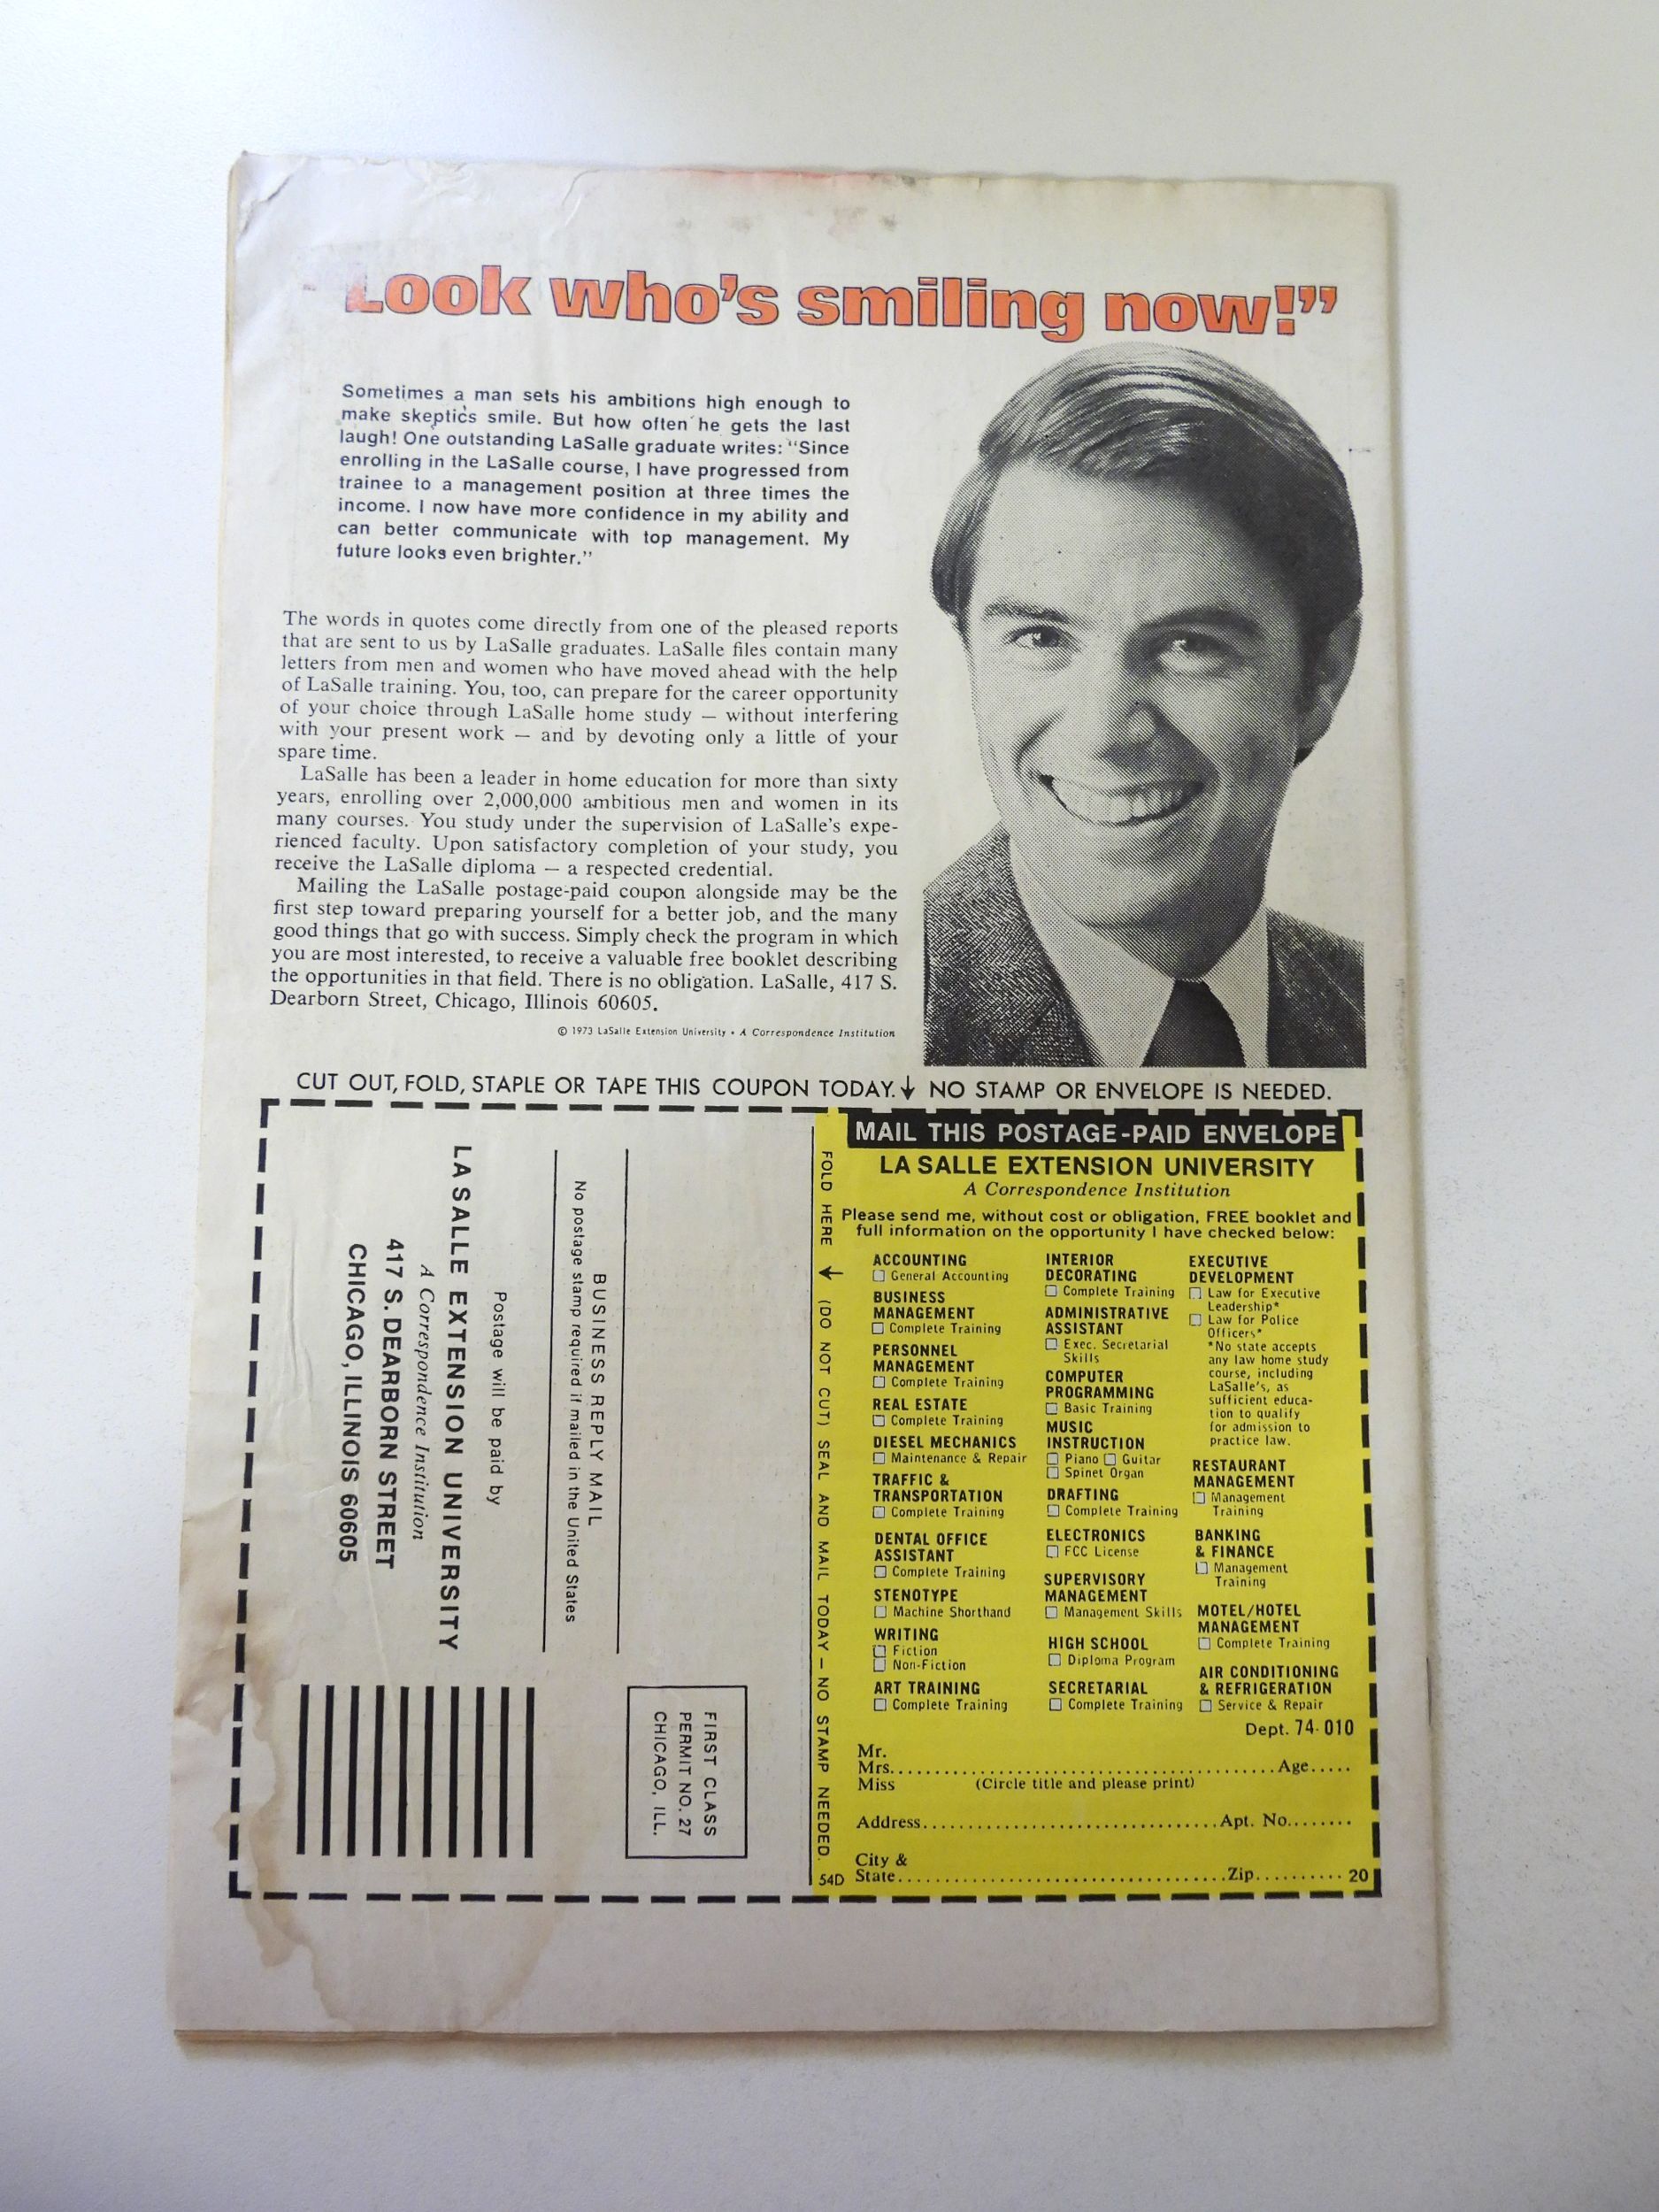 "Look who's smiling now!"
Sometimes a man sets his ambitions high enough to
make skeptics smile. But how often he gets the last
laugh! One outstanding LaSalle graduate writes: "Since
enrolling in the LaSalle course, I have progressed from
trainee to a management position at three times the
income. I now have more confidence in my ability and
can better communicate with top management. My
future looks even brighter."
The words in quotes come directly from one of the pleased reports
that are sent to us by LaSalle graduates. LaSalle files contain many
letters from men and women who have moved ahead with the help
of LaSalle training. You, too, can prepare for the career opportunity
of your choice through LaSalle home study — without interfering
with your present work — and by devoting only a little of your
spare time.
LaSalle has been a leader in home education for more than sixty
years, enrolling over 2,000,000 ambitious men and women in its
many courses. You study under the supervision of LaSalle's expe-
rienced faculty. Upon satisfactory completion of your study, you
receive the LaSalle diploma — a respected credential.
Mailing the LaSalle postage-paid coupon alongside may be the
first step toward preparing yourself for a better job, and the many
good things that go with success. Simply check the program in which
you are most interested, to receive a valuable free booklet describing
the opportunities in that field. There is no obligation. LaSalle, 417 S.
Dearborn Street, Chicago, Illinois 60605.
© 1973 LaSalle Extension University • A Correspondence Institution
CUT OUT, FOLD, STAPLE OR TAPE THIS COUPON TODAY. ↓ NO STAMP OR ENVELOPE IS NEEDED.
FIRST CLASS
PERMIT NO. 27
CHICAGO, ILL.
BUSINESS REPLY MAIL
No postage stamp required if mailed in the United States
Postage will be paid by
LA SALLE EXTENSION UNIVERSITY
A Correspondence Institution
417 S. DEARBORN STREET
CHICAGO, ILLINOIS 60605
FOLD HERE ↓ (DO NOT CUT) SEAL AND MAIL TODAY — NO STAMP NEEDED.
54D
MAIL THIS POSTAGE-PAID ENVELOPE
LA SALLE EXTENSION UNIVERSITY
A Correspondence Institution
Please send me, without cost or obligation, FREE booklet and
full information on the opportunity I have checked below:
ACCOUNTING
☐ General Accounting
BUSINESS
MANAGEMENT
☐ Complete Training
PERSONNEL
MANAGEMENT
☐ Complete Training
REAL ESTATE
☐ Complete Training
DIESEL MECHANICS
☐ Maintenance & Repair
TRAFFIC &
TRANSPORTATION
☐ Complete Training
DENTAL OFFICE
ASSISTANT
☐ Complete Training
STENOTYPE
☐ Machine Shorthand
WRITING
☐ Fiction
☐ Non-Fiction
ART TRAINING
☐ Complete Training
INTERIOR
DECORATING
☐ Complete Training
ADMINISTRATIVE
ASSISTANT
☐ Exec. Secretarial
Skills
COMPUTER
PROGRAMMING
☐ Basic Training
MUSIC
INSTRUCTION
☐ Piano ☐ Guitar
☐ Spinet Organ
DRAFTING
☐ Complete Training
ELECTRONICS
☐ FCC License
SUPERVISORY
MANAGEMENT
☐ Management Skills
HIGH SCHOOL
☐ Diploma Program
SECRETARIAL
☐ Complete Training
EXECUTIVE
DEVELOPMENT
☐ Law for Executive
Leadership*
☐ Law for Police
Officers*
*No state accepts
any law home study
course, including
LaSalle's, as
sufficient educa-
tion to qualify
for admission to
practice law.
RESTAURANT
MANAGEMENT
☐ Management
Training
BANKING
& FINANCE
☐ Management
Training
MOTEL/HOTEL
MANAGEMENT
☐ Complete Training
AIR CONDITIONING
& REFRIGERATION
☐ Service & Repair
Dept. 74-010
Mr.
Mrs. Age
Miss (Circle title and please print)
Address Apt. No.
City &
State Zip 20